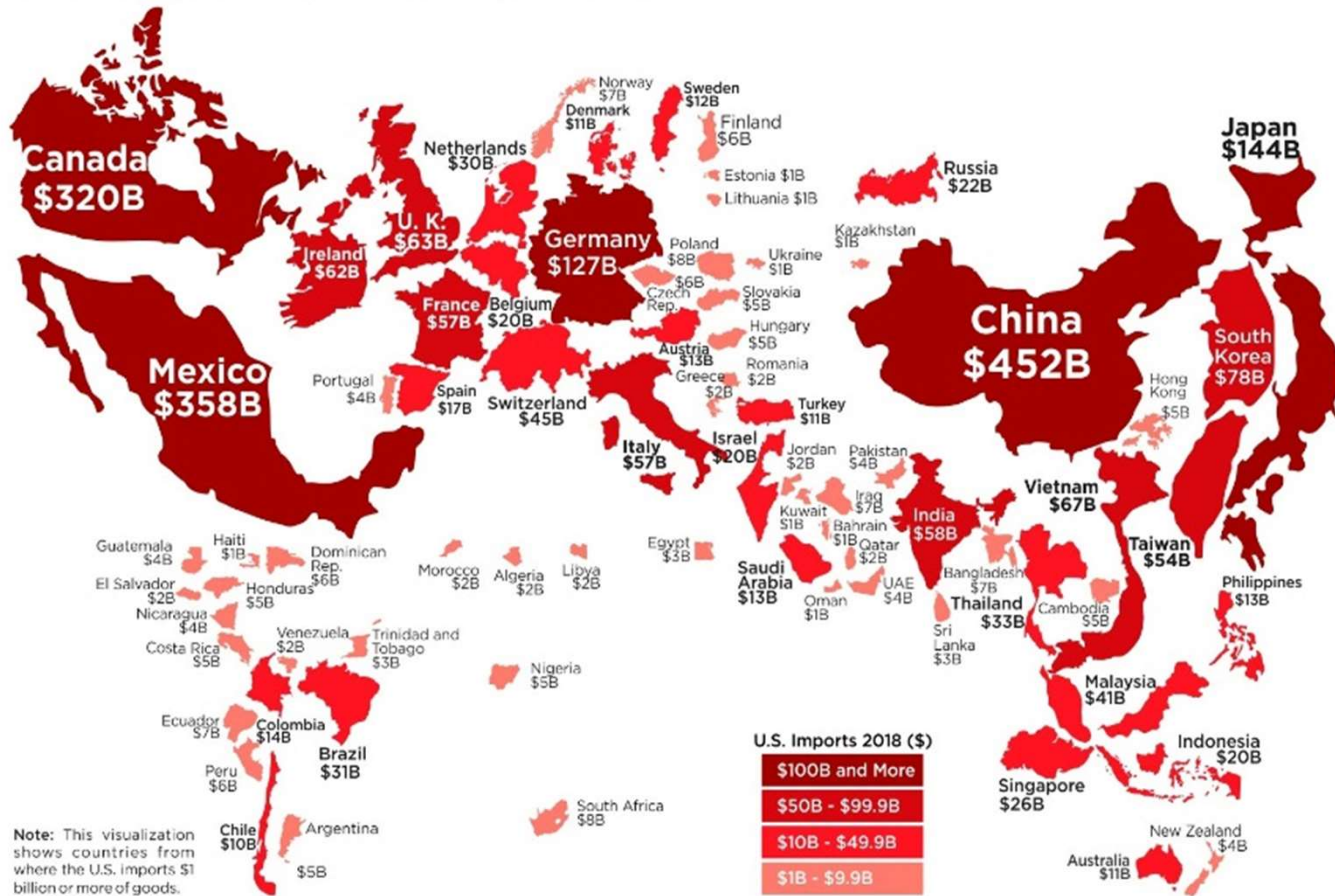 Canada
$320B
Mexico
$358B
Norway
$7B
Denmark
$11B
Sweden
$12B
Finland
$6B
Netherlands
$30B
Estonia $1B
Lithuania $1B
Russia
$22B
Japan
$144B
U. K.
$63B
Ireland
$62B
Germany
$127B
Poland
$8B
Ukraine
$1B
Kazakhstan
$1B
$6B
Czech
Rep.
Slovakia
$5B
France
$57B
Belgium
$20B
Hungary
$5B
Austria
$13B
Romania
$2B
Greece
$2B
Portugal
$4B
Spain
$17B
Switzerland
$45B
Turkey
$11B
Italy
$57B
Israel
$20B
China
$452B
South
Korea
$78B
Hong
Kong
$5B
Jordan
$2B
Pakistan
$4B
Iraq
$7B
Kuwait
$1B
Bahrain
$1B
Qatar
$2B
India
$58B
Vietnam
$67B
Taiwan
$54B
Guatemala
$4B
Haiti
$1B
Dominican
Rep.
$6B
El Salvador
$2B
Honduras
$5B
Nicaragua
$4B
Costa Rica
$5B
Venezuela
$2B
Trinidad and
Tobago
$3B
Morocco
$2B
Algeria
$2B
Libya
$2B
Egypt
$3B
Saudi
Arabia
$13B
Oman
$1B
UAE
$4B
Bangladesh
$7B
Sri
Lanka
$3B
Thailand
$33B
Cambodia
$5B
Philippines
$13B
Nigeria
$5B
Malaysia
$41B
Ecuador
$7B
Colombia
$14B
Brazil
$31B
Peru
$6B
Indonesia
$20B
Singapore
$26B
South Africa
$8B
Chile
$10B
Argentina
$5B
New Zealand
$4B
Australia
$11B
U.S. Imports 2018 ($)
$100B and More
$50B - $99.9B
$10B - $49.9B
$1B - $9.9B
Note: This visualization
shows countries from
where the U.S. imports $1
billion or more of goods.